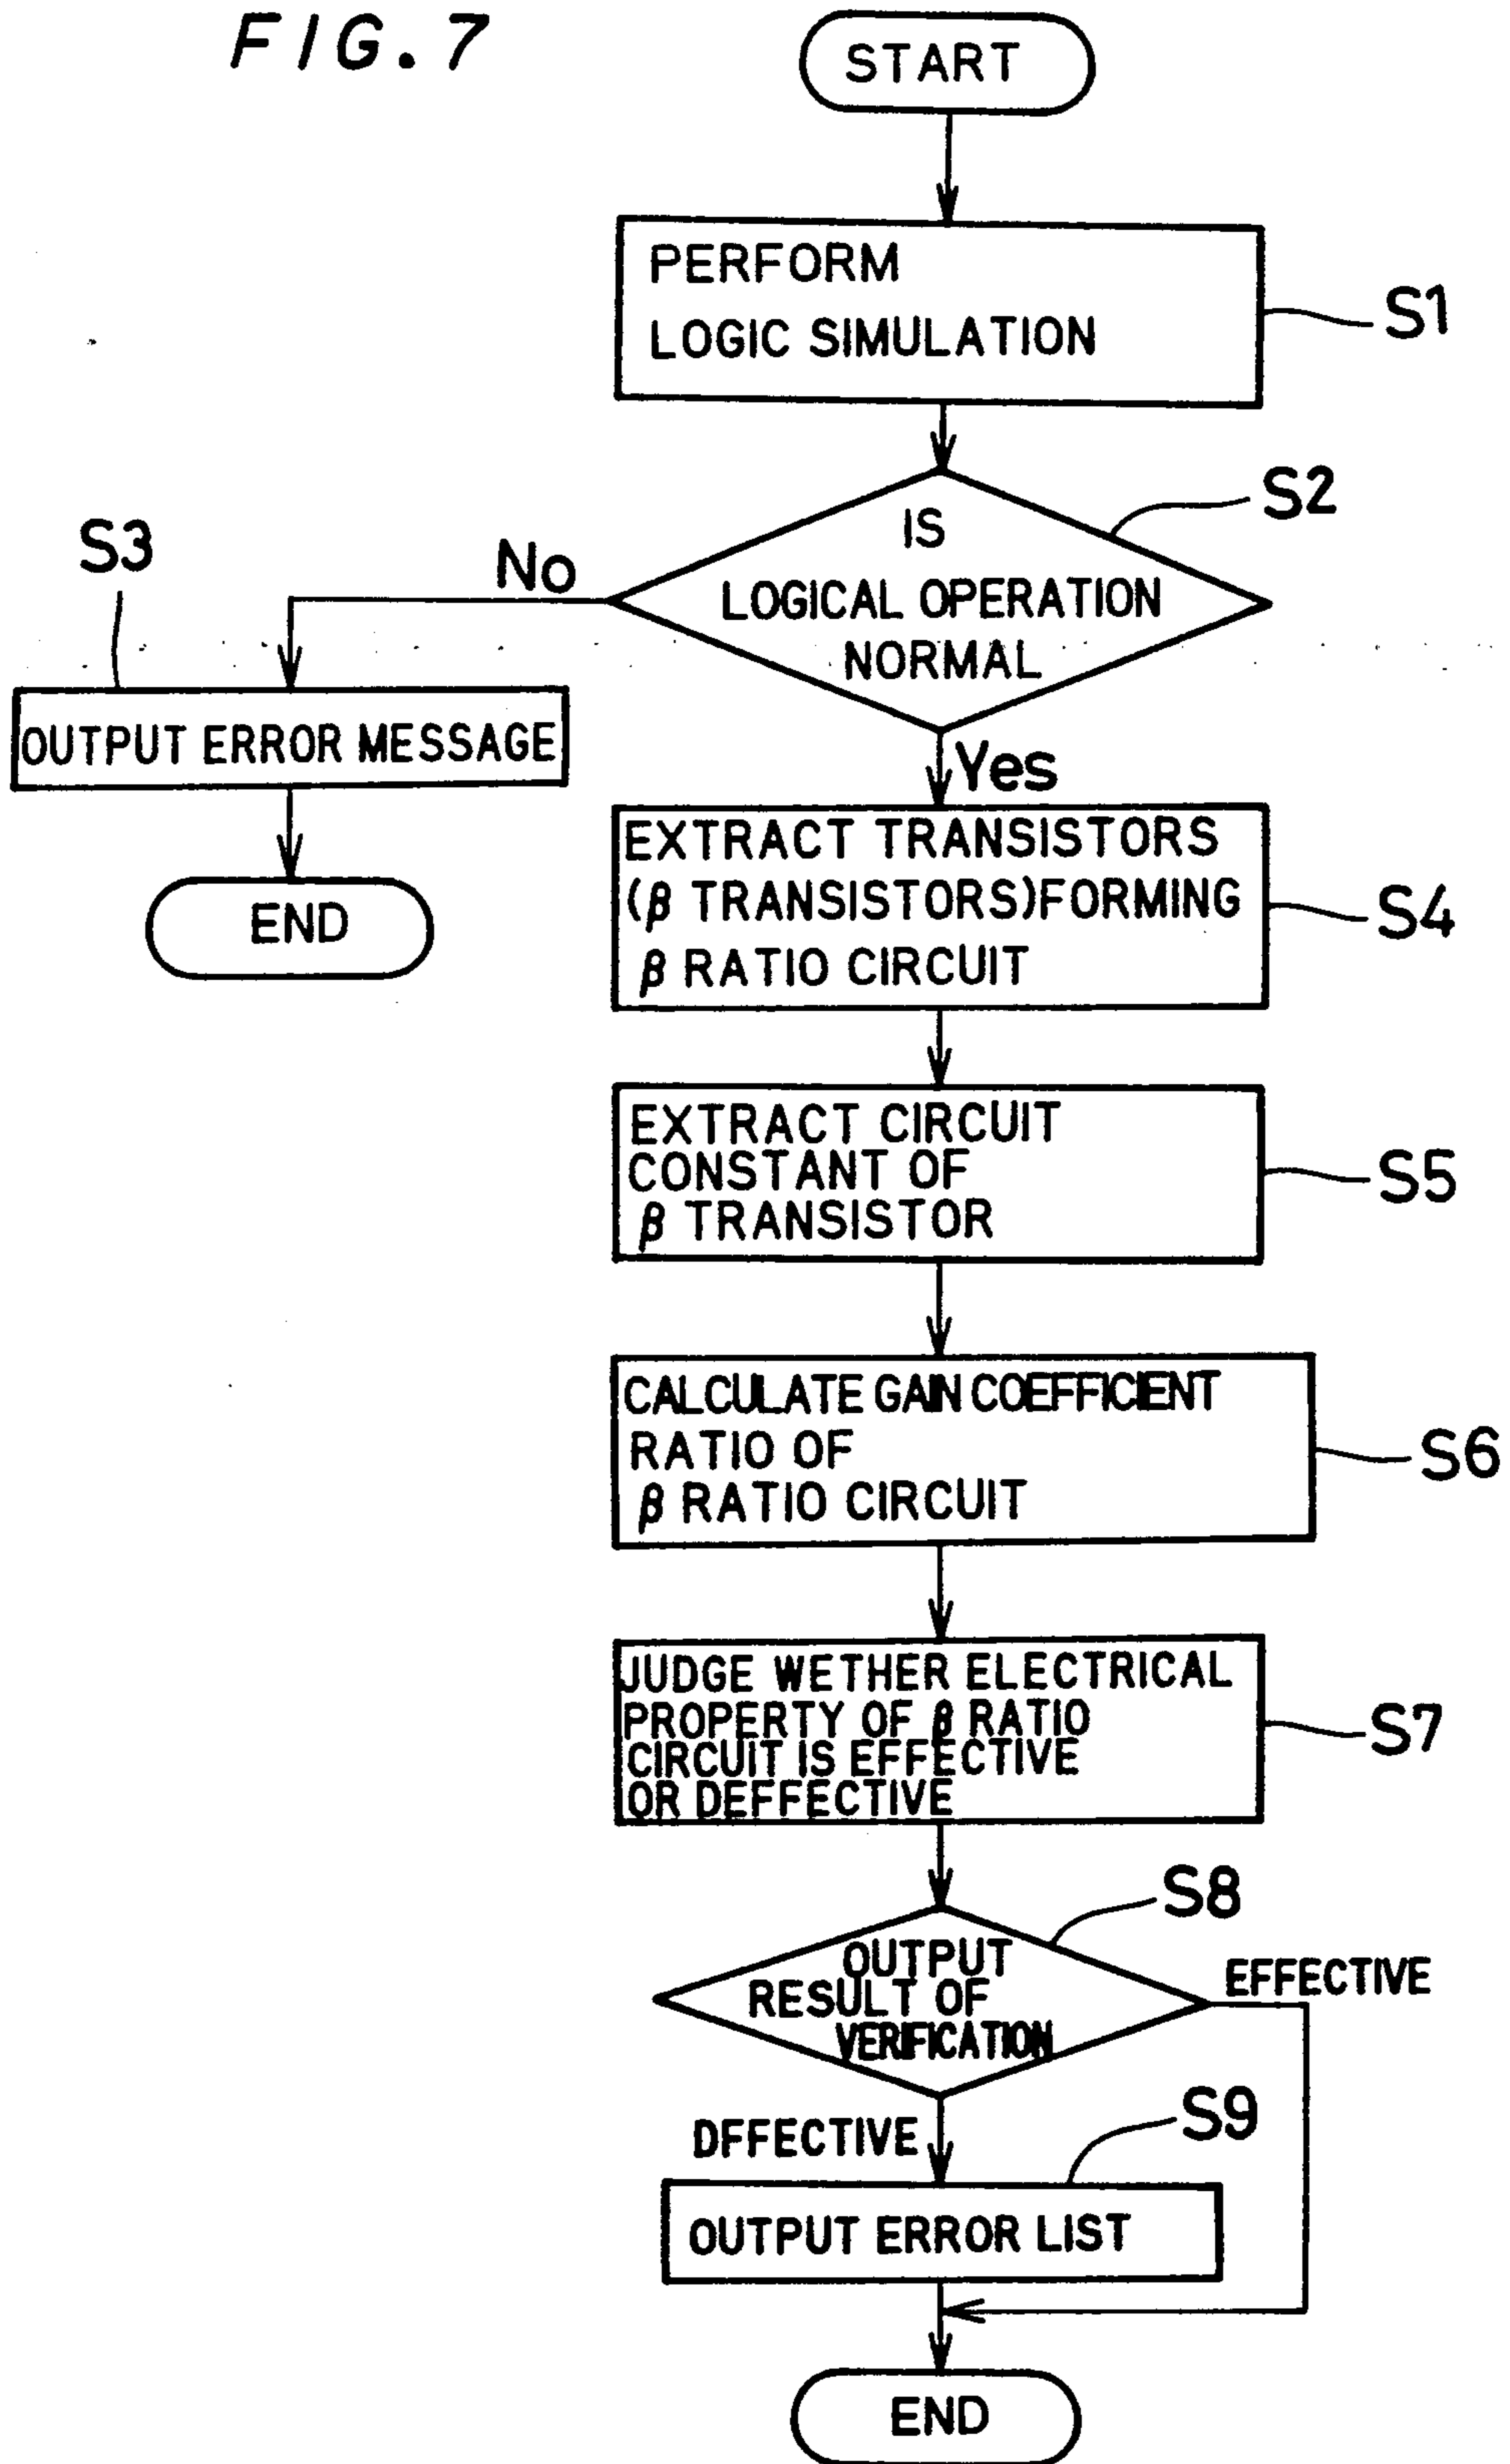 FIG. 7
START
PERFORM
LOGIC SIMULATION
S1
S2
IS
LOGICAL OPERATION
NORMAL
No
S3
OUTPUT ERROR MESSAGE
END
Yes
EXTRACT TRANSISTORS
(β TRANSISTORS) FORMING
β RATIO CIRCUIT
S4
EXTRACT CIRCUIT
CONSTANT OF
β TRANSISTOR
S5
CALCULATE GAIN COEFFICIENT
RATIO OF
β RATIO CIRCUIT
S6
JUDGE WETHER ELECTRICAL
PROPERTY OF β RATIO
CIRCUIT IS EFFECTIVE
OR DEFFECTIVE
S7
S8
OUTPUT
RESULT OF
VERIFICATION
EFFECTIVE
DFFECTIVE
S9
OUTPUT ERROR LIST
END